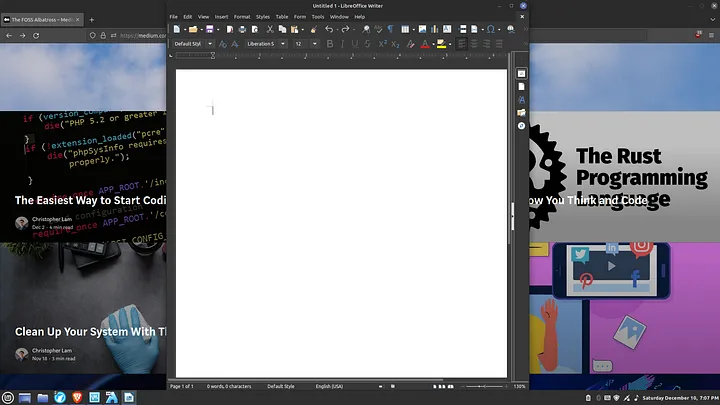 Untitled 1 - LibreOffice Writer
The FOSS Albatross – Med
×
File Edit View Insert Format Styles Table Form Tools Window Help
https://medium.com
Default Styl
Liberation S
12
if (version_comp
die("PHP 5.2 or greater
}
if (!extension_loaded("pcre"
die("phpSysInfo requires
properly.");
}
require_once APP_ROOT.'/in
The Easiest Way to Start Codi
Christopher Lam
Dec 2 · 4 min read
The Rust
Programming
Language
ow You Think and Code
Clean Up Your System With Th
Christopher Lam
Nov 18 · 5 min read
Page 1 of 1
0 words, 0 characters
Default Style
English (USA)
130%
Saturday December 10, 7:07 PM